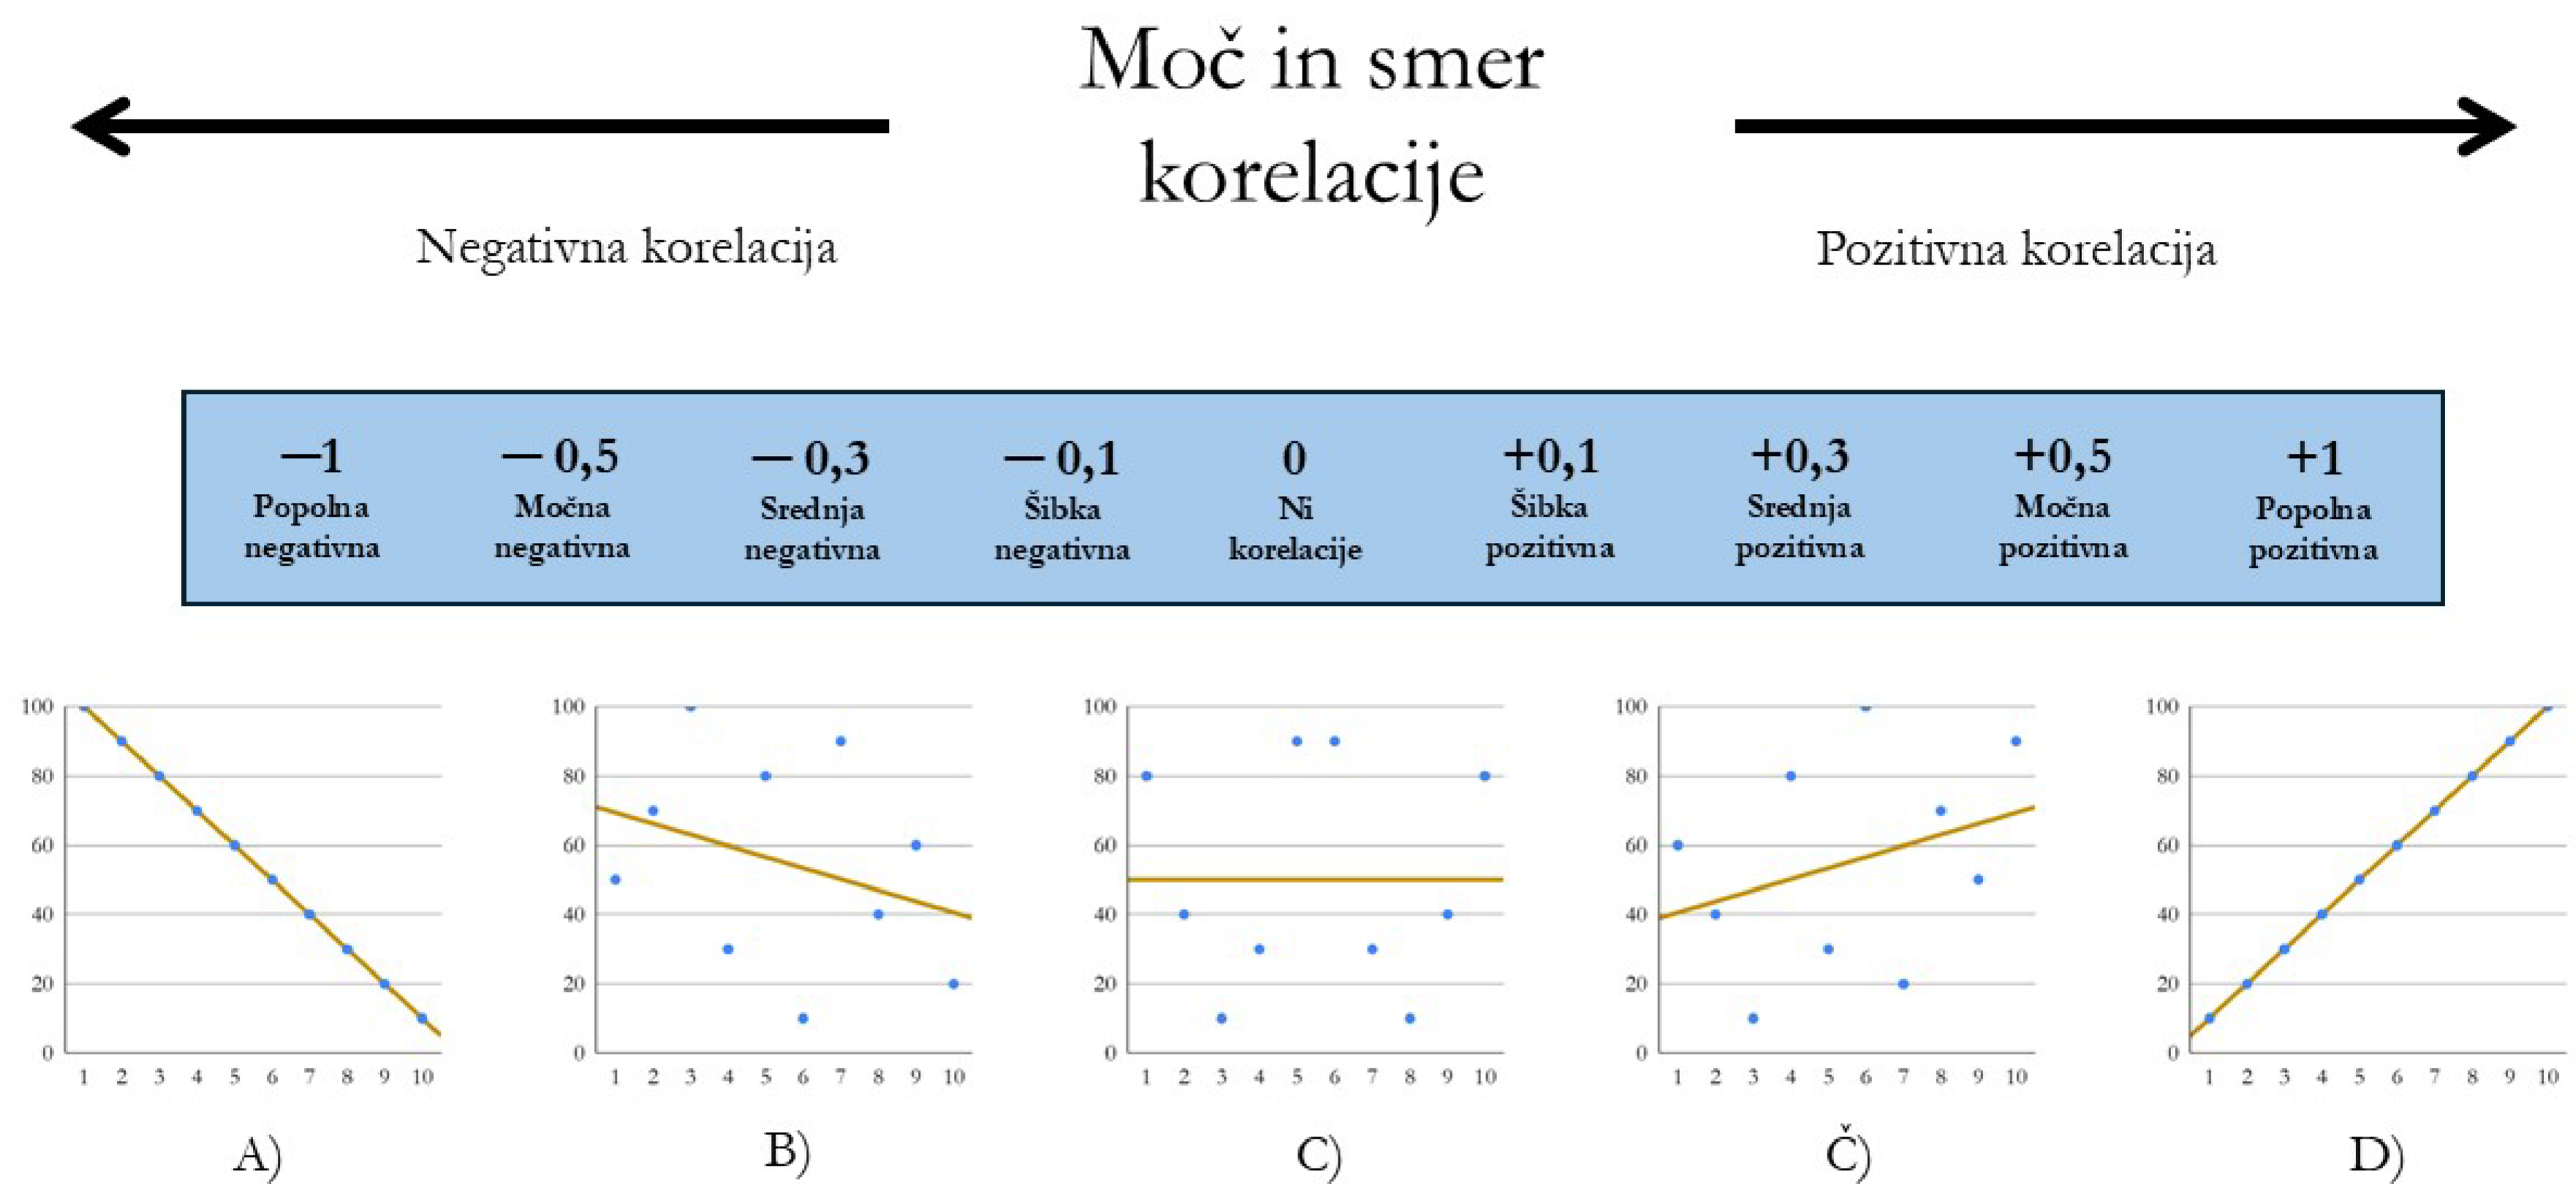 Moč in smer
korelacije
Negativna korelacija
Pozitivna korelacija
—1
Popolna
negativna
— 0,5
Močna
negativna
— 0,3
Srednja
negativna
— 0,1
Šibka
negativna
0
Ni
korelacije
+0,1
Šibka
pozitivna
+0,3
Srednja
pozitivna
+0,5
Močna
pozitivna
+1
Popolna
pozitivna
100
80
60
40
20
0
1 2 3 4 5 6 7 8 9 10
A)
100
80
60
40
20
0
1 2 3 4 5 6 7 8 9 10
B)
100
80
60
40
20
0
1 2 3 4 5 6 7 8 9 10
C)
100
80
60
40
20
0
1 2 3 4 5 6 7 8 9 10
Č)
100
80
60
40
20
0
1 2 3 4 5 6 7 8 9 10
D)